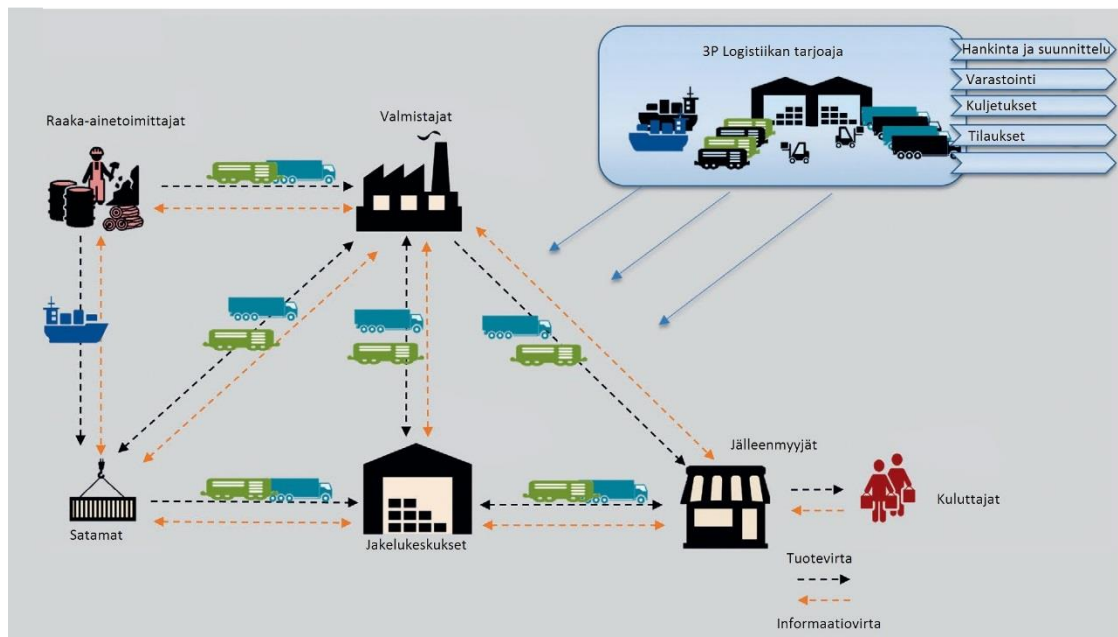 3P Logistiikan tarjoaja
Hankinta ja suunnittelu
Varastointi
Kuljetukset
Tilaukset
Raaka-ainetoimittajat
Valmistajat
Satamat
Jakelukeskukset
Jälleenmyyjät
Kuluttajat
Tuotevirta
Informaatiovirta